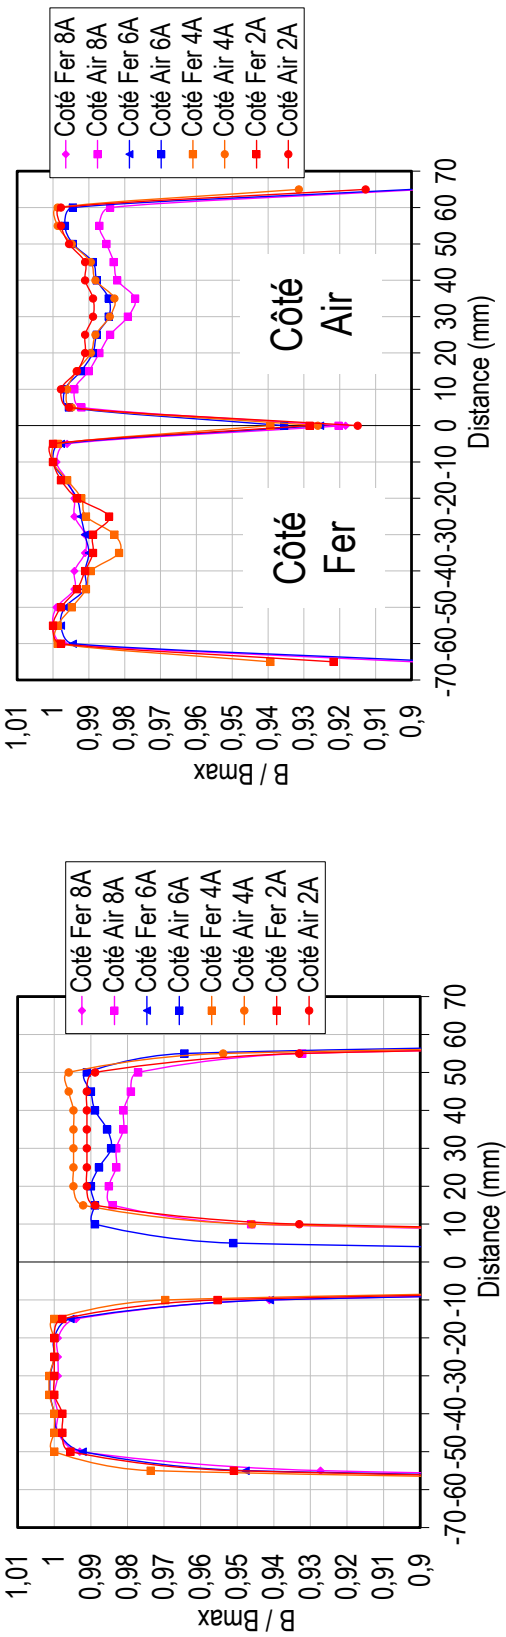 1,01
1
0,99
0,98
0,97
0,96
0,95
0,94
0,93
0,92
0,91
0,9
B / Bmax
-70
-60
-50
-40
-30
-20
-10
0
10
20
30
40
50
60
70
Distance (mm)
Coté Fer 8A
Coté Air 8A
Coté Fer 6A
Coté Air 6A
Coté Fer 4A
Coté Air 4A
Coté Fer 2A
Coté Air 2A
1,01
1
0,99
0,98
0,97
0,96
0,95
0,94
0,93
0,92
0,91
0,9
B / Bmax
-70
-60
-50
-40
-30
-20
-10
0
10
20
30
40
50
60
70
Distance (mm)
Côté
Fer
Côté
Air
Coté Fer 8A
Coté Air 8A
Coté Fer 6A
Coté Air 6A
Coté Fer 4A
Coté Air 4A
Coté Fer 2A
Coté Air 2A